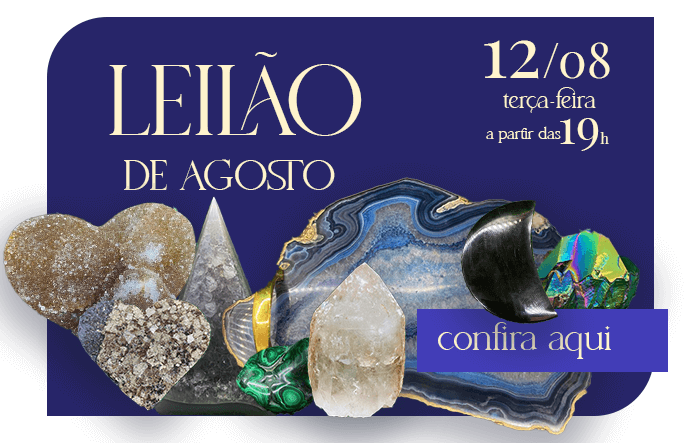 LEILÃO
DE AGOSTO
12/08
terça-feira
a partir das 19h
confira aqui